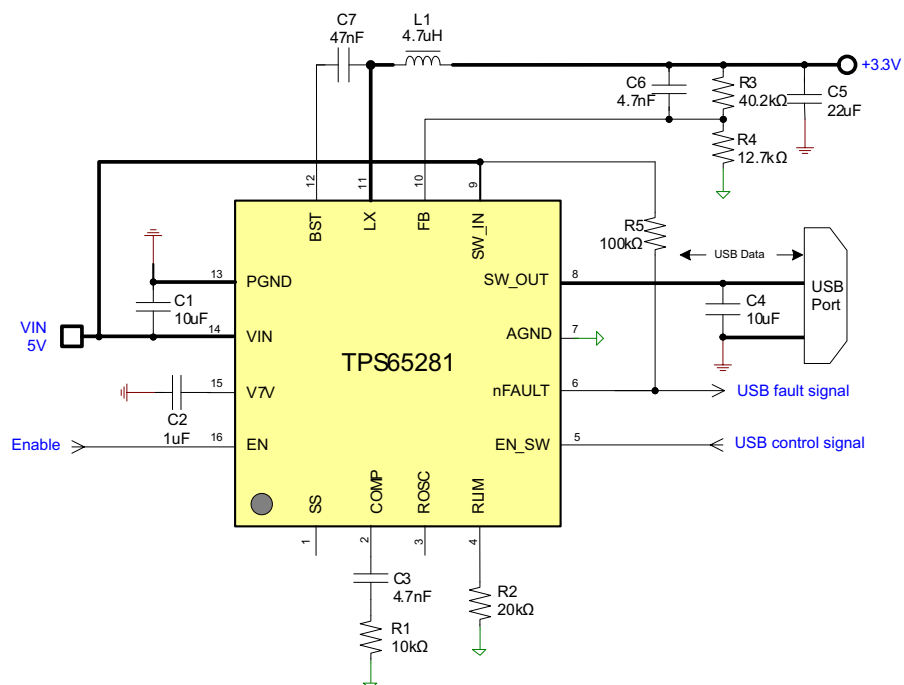 C7
47nF
L1
4.7uH
+3.3V
C6
4.7nF
R3
40.2kΩ
C5
22uF
R4
12.7kΩ
12
11
10
9
BST
LX
FB
SW_IN
R5
100kΩ
USB Data
USB
Port
13
PGND
SW_OUT
8
C1
10uF
C4
10uF
VIN
5V
14
VIN
AGND
7
TPS65281
15
V7V
nFAULT
6
USB fault signal
C2
1uF
Enable
16
EN
EN_SW
5
USB control signal
SS
COMP
ROSC
RLIM
1
2
3
4
C3
4.7nF
R2
20kΩ
R1
10kΩ